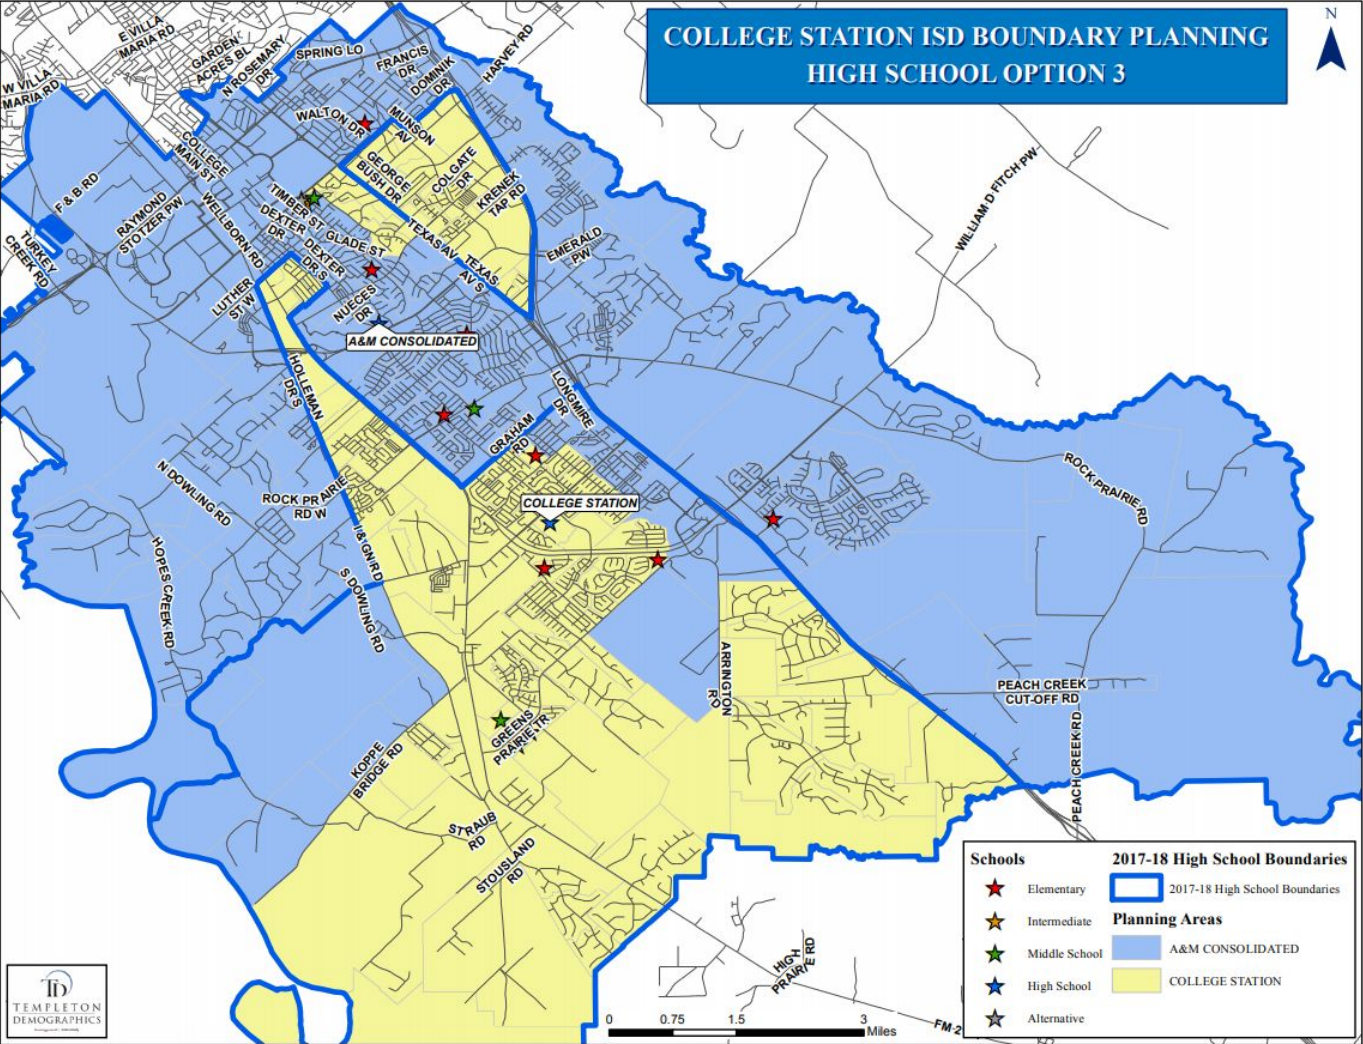 COLLEGE STATION ISD BOUNDARY PLANNING
HIGH SCHOOL OPTION 3
N
E VILLA
MARIA RD
GARDEN
ACRES BL
N ROSEMARY
DR
SPRING LO
FRANCIS
DR
DOMINIK
DR
HARVEY RD
W VILLA
MARIA RD
WALTON DR
MUNSON
AV
COLLEGE
MAIN ST
GEORGE
BUSH DR
COLGATE
DR
KRENEK
TAP RD
WILLIAM D FITCH PW
F & B RD
RAYMOND
STOTZER PW
WELLBORN RD
TIMBER ST
DEXTER
DR
DEXTER
DR S
GLADE ST
TEXAS AV
TEXAS
AV S
EMERALD
PW
TURKEY
CREEK RD
LUTHER
ST W
NUECES
DR
A&M CONSOLIDATED
HOLLEMAN
DR S
LONGMIRE
DR
GRAHAM
RD
ROCK PRAIRIE RD
N DOWLING RD
ROCK PRAIRIE
RD W
COLLEGE STATION
I & GN RD
HOPES CREEK RD
S DOWLING RD
ARRINGTON
RD
PEACH CREEK
CUT-OFF RD
PEACH CREEK RD
GREENS
PRAIRIE TR
KOPPE
BRIDGE RD
STRAUB
RD
STOUSLAND
RD
HIGH
PRAIRIE RD
FM 2
Schools
Elementary
Intermediate
Middle School
High School
Alternative
2017-18 High School Boundaries
2017-18 High School Boundaries
Planning Areas
A&M CONSOLIDATED
COLLEGE STATION
TD
TEMPLETON
DEMOGRAPHICS
0 0.75 1.5 3
Miles